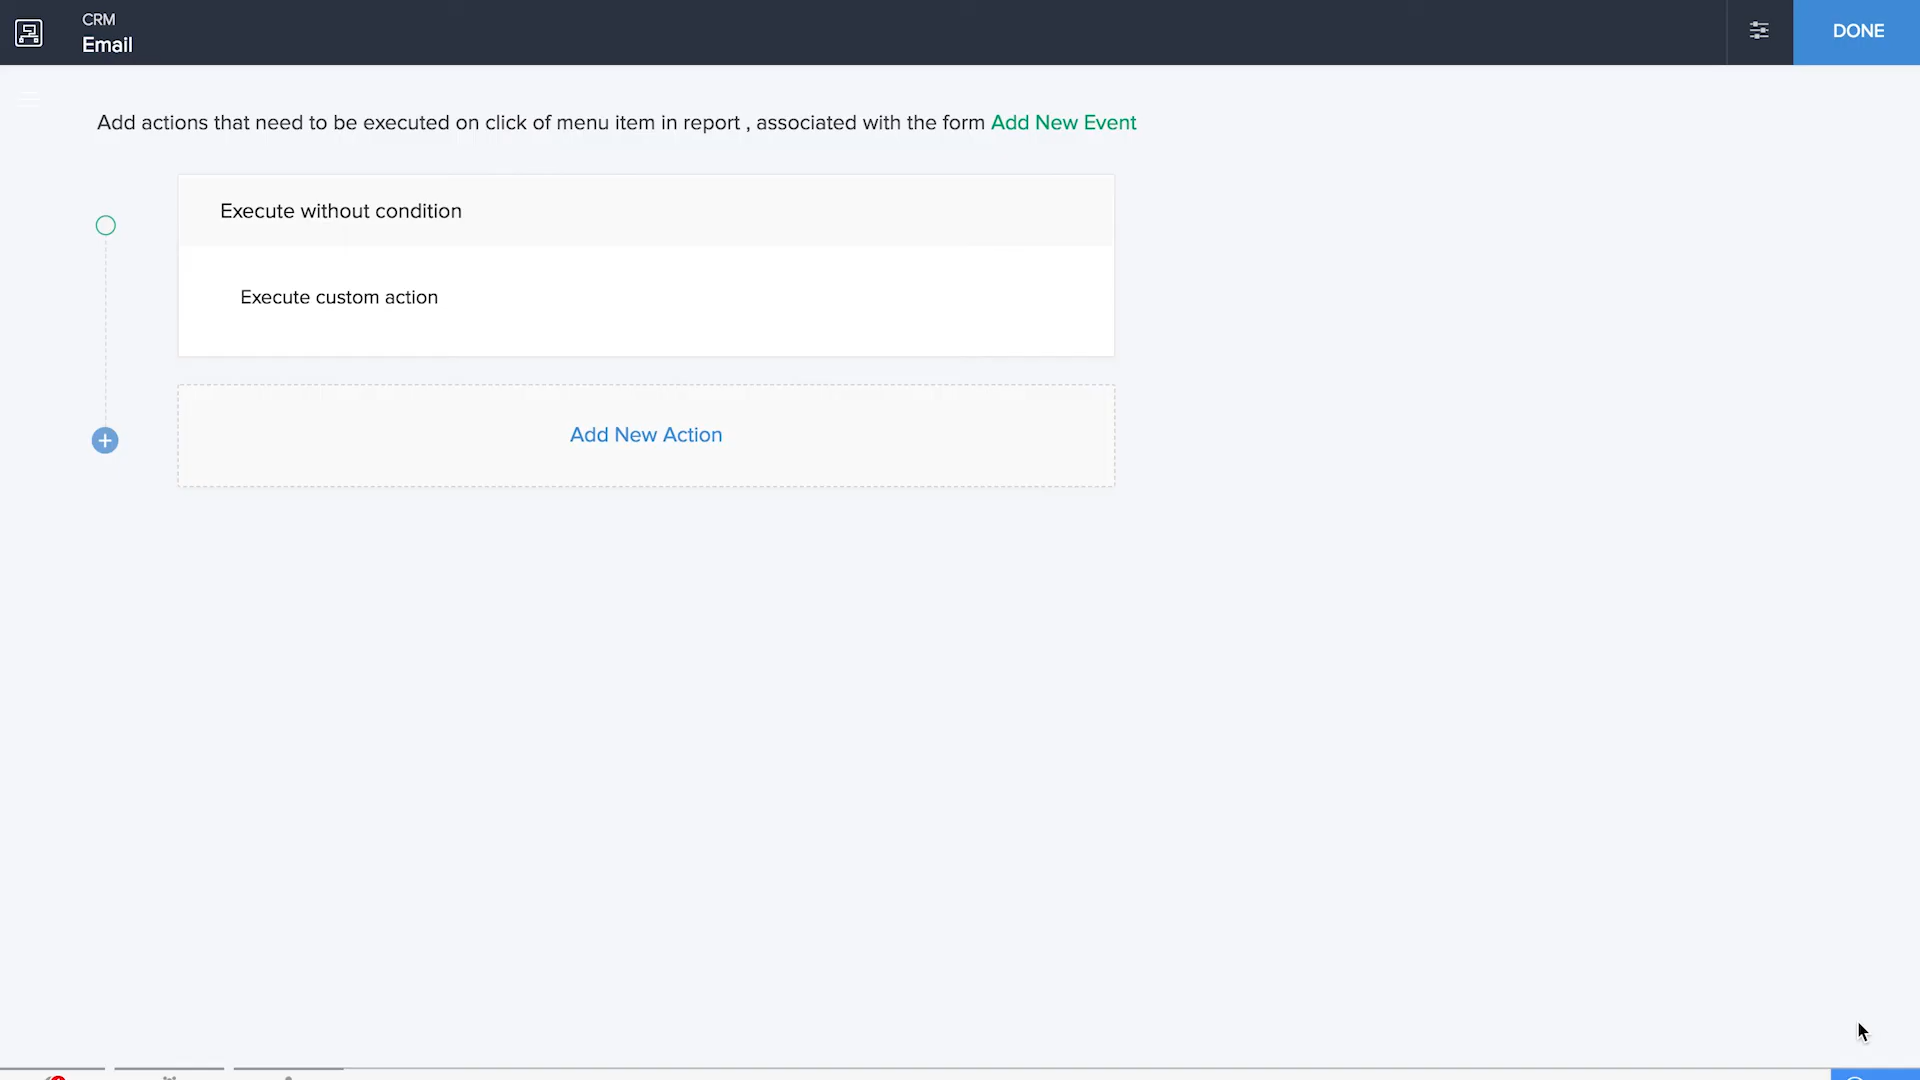 CRM
Email
DONE
Add actions that need to be executed on click of menu item in report , associated with the form Add New Event
Execute without condition
Execute custom action
Add New Action